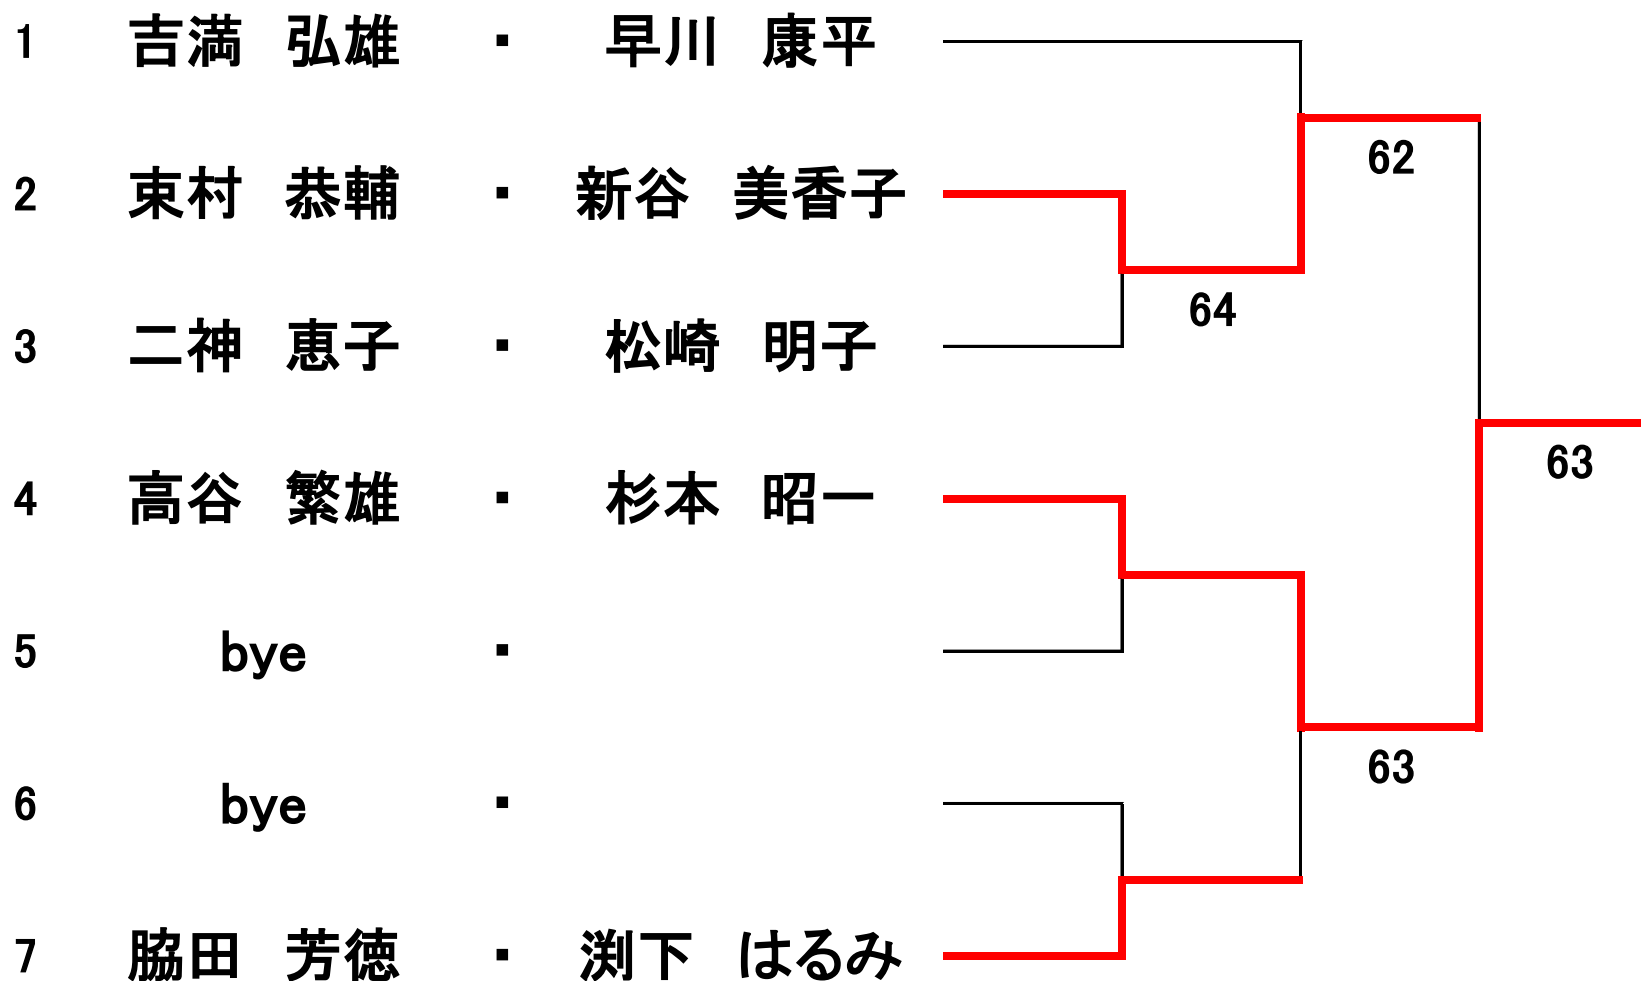 1 吉満 弘雄 ・ 早川 康平
62
2 束村 恭輔 ・ 新谷 美香子
64
3 二神 恵子 ・ 松崎 明子
63
4 高谷 繁雄 ・ 杉本 昭一
5 bye ・
63
6 bye ・
7 脇田 芳徳 ・ 渕下 はるみ